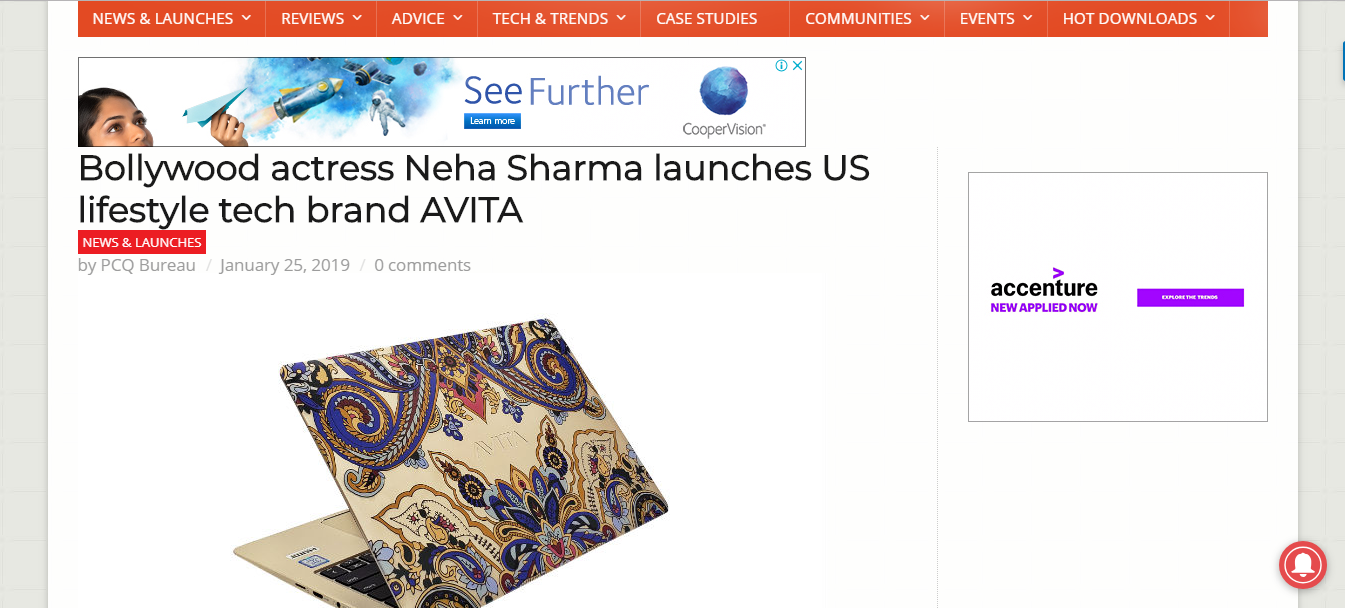 NEWS & LAUNCHES
REVIEWS
ADVICE
TECH & TRENDS
CASE STUDIES
COMMUNITIES
EVENTS
HOT DOWNLOADS
See Further
Learn more
CooperVision®
Bollywood actress Neha Sharma launches US
lifestyle tech brand AVITA
NEWS & LAUNCHES
by PCQ Bureau / January 25, 2019 / 0 comments
accenture
NEW APPLIED NOW
EXPLORE THE TRENDS
AVITA